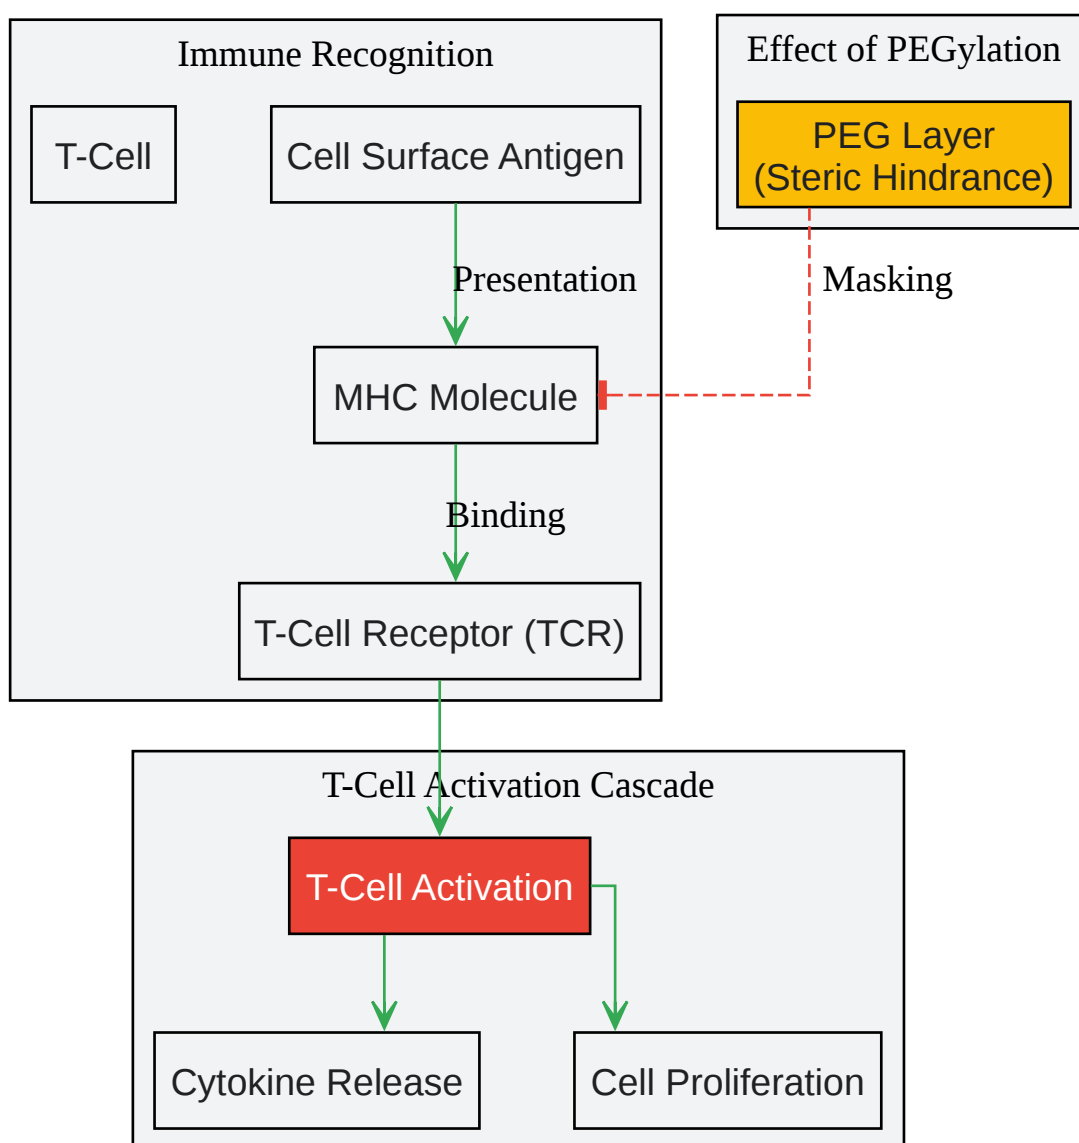 Immune Recognition
Effect of PEGylation
T-Cell
Cell Surface Antigen
PEG Layer
(Steric Hindrance)
Presentation
Masking
MHC Molecule
Binding
T-Cell Receptor (TCR)
T-Cell Activation Cascade
T-Cell Activation
Cytokine Release
Cell Proliferation